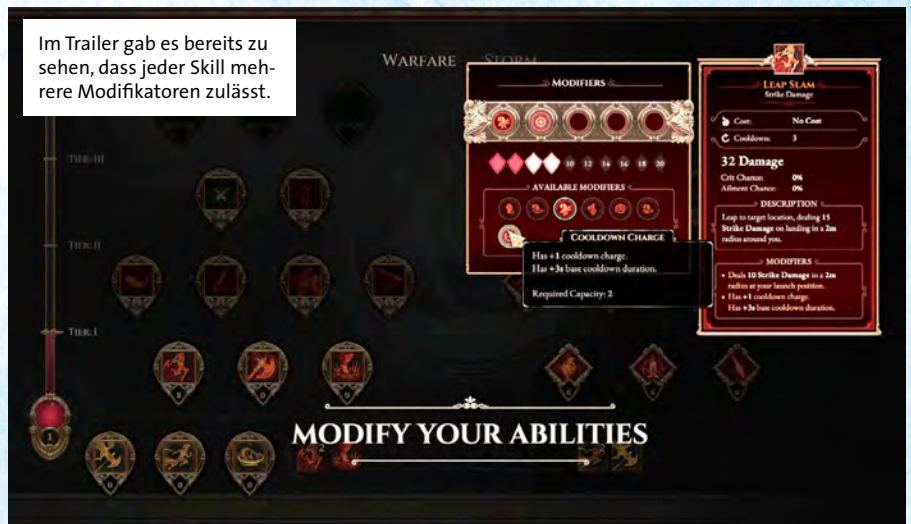 Im Trailer gab es bereits zu
sehen, dass jeder Skill meh-
rere Modifikatoren zulässt.
WARFARE STORM
MODIFIERS
10 12 14 16 18 20
AVAILABLE MODIFIERS
COOLDOWN CHARGE
Has +1 cooldown charge.
Has +3s base cooldown duration.
Required Capacity: 2
LEAP SLAM
Strike Damage
Cost: No Cost
Cooldown: 3
32 Damage
Crit Chance: 0%
Ailment Chance: 0%
DESCRIPTION
Leap to target location, dealing 15
Strike Damage on landing in a 2m
radius around you.
MODIFIERS
• Deals 10 Strike Damage in a 2m
radius at your launch position.
• Has +1 cooldown charge.
Has +3s base cooldown duration.
TIER III
TIER II
TIER I
1
MODIFY YOUR ABILITIES